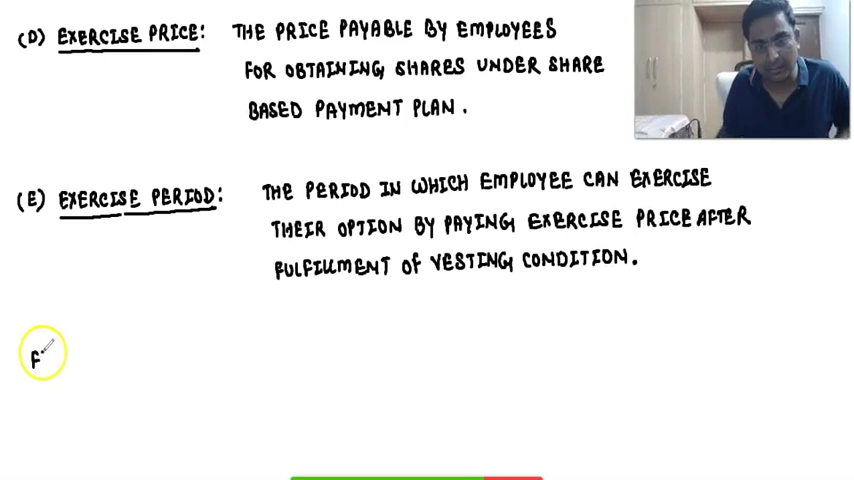 (D) EXERCISE PRICE: THE PRICE PAYABLE BY EMPLOYEES
FOR OBTAINING SHARES UNDER SHARE
BASED PAYMENT PLAN.
(E) EXERCISE PERIOD: THE PERIOD IN WHICH EMPLOYEE CAN EXERCISE
THEIR OPTION BY PAYING EXERCISE PRICE AFTER
FULFILLMENT OF VESTING CONDITION.
F